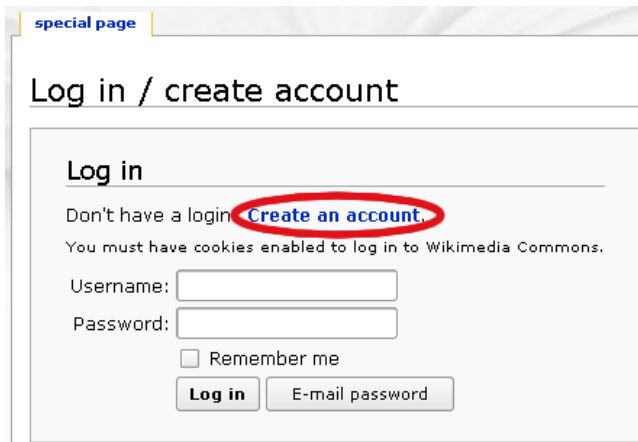 special page
Log in / create account
Log in
Don't have a login Create an account.
You must have cookies enabled to log in to Wikimedia Commons.
Username:
Password:
Remember me
Log in E-mail password